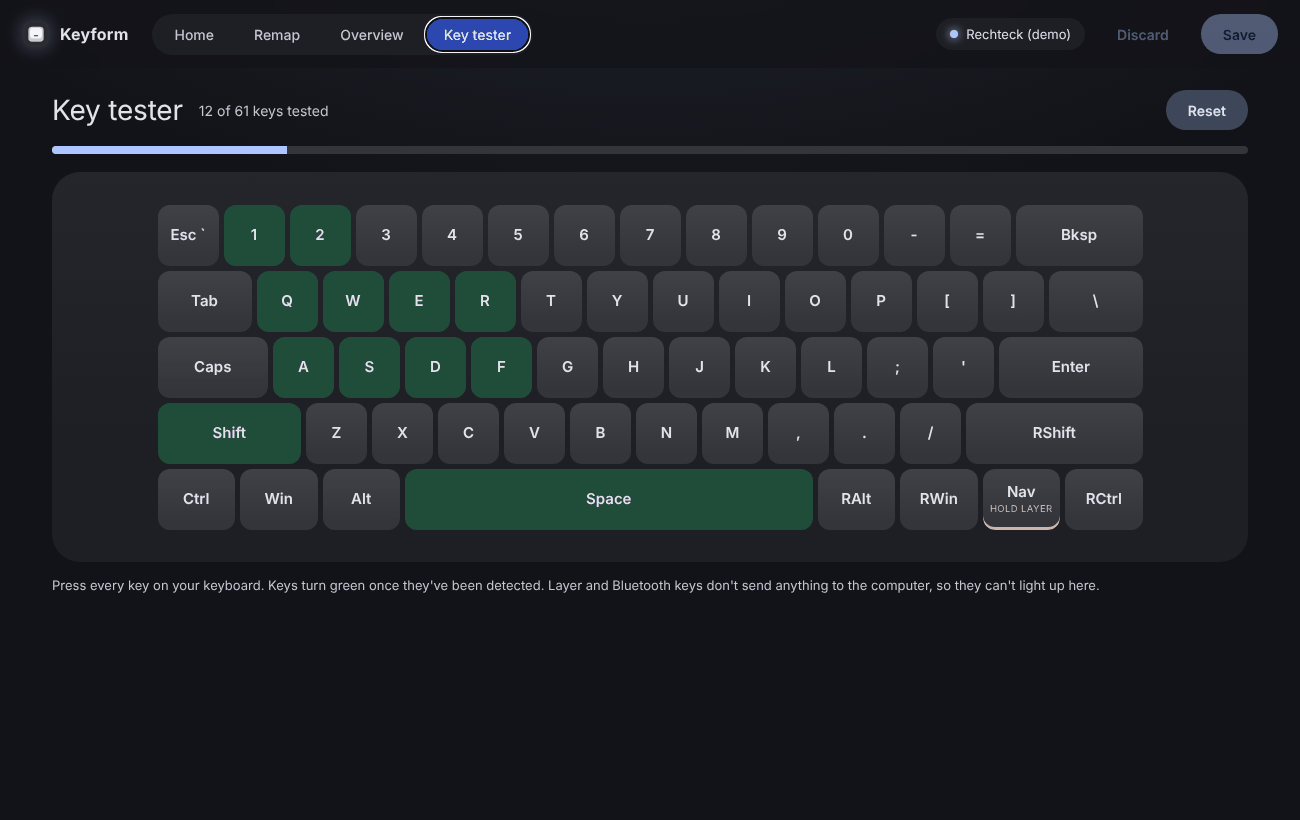 Keyform Home Remap Overview Key tester Rechteck (demo) Discard Save
Key tester 12 of 61 keys tested Reset
Esc ` 1 2 3 4 5 6 7 8 9 0 - = Bksp
Tab Q W E R T Y U I O P [ ] \
Caps A S D F G H J K L ; ' Enter
Shift Z X C V B N M , . / RShift
Ctrl Win Alt Space RAlt RWin Nav RCtrl
HOLD LAYER
Press every key on your keyboard. Keys turn green once they've been detected. Layer and Bluetooth keys don't send anything to the computer, so they can't light up here.